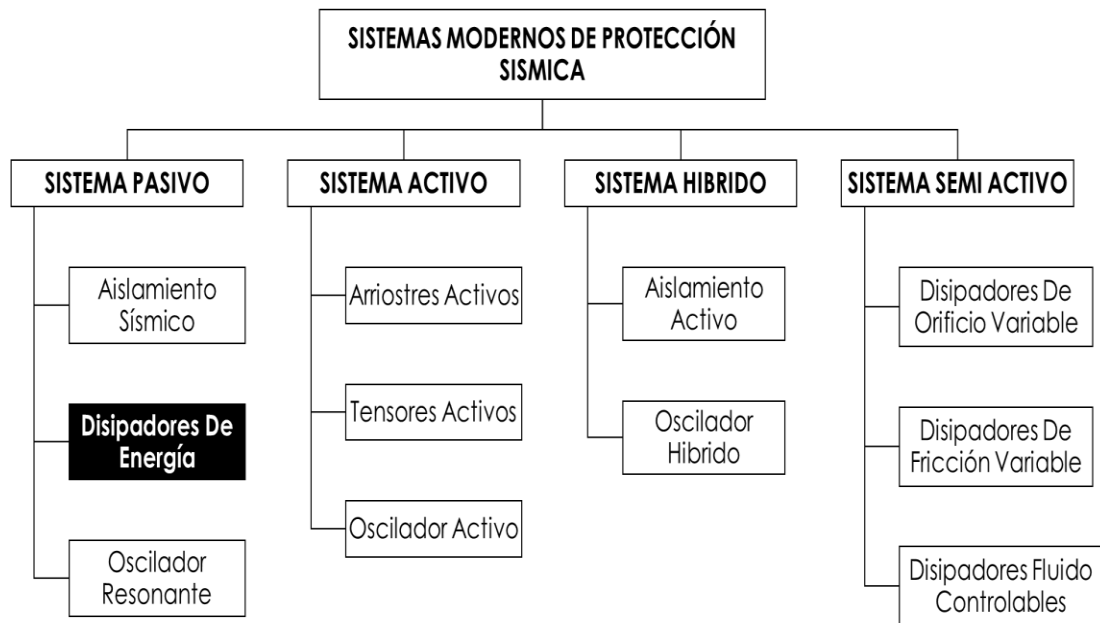 SISTEMAS MODERNOS DE PROTECCIÓN
SISMICA
SISTEMA PASIVO
SISTEMA ACTIVO
SISTEMA HIBRIDO
SISTEMA SEMI ACTIVO
Aislamiento
Sísmico
Disipadores De
Energía
Oscilador
Resonante
Arriostres Activos
Tensores Activos
Oscilador Activo
Aislamiento
Activo
Oscilador
Hibrido
Disipadores De
Orificio Variable
Disipadores De
Fricción Variable
Disipadores Fluido
Controlables